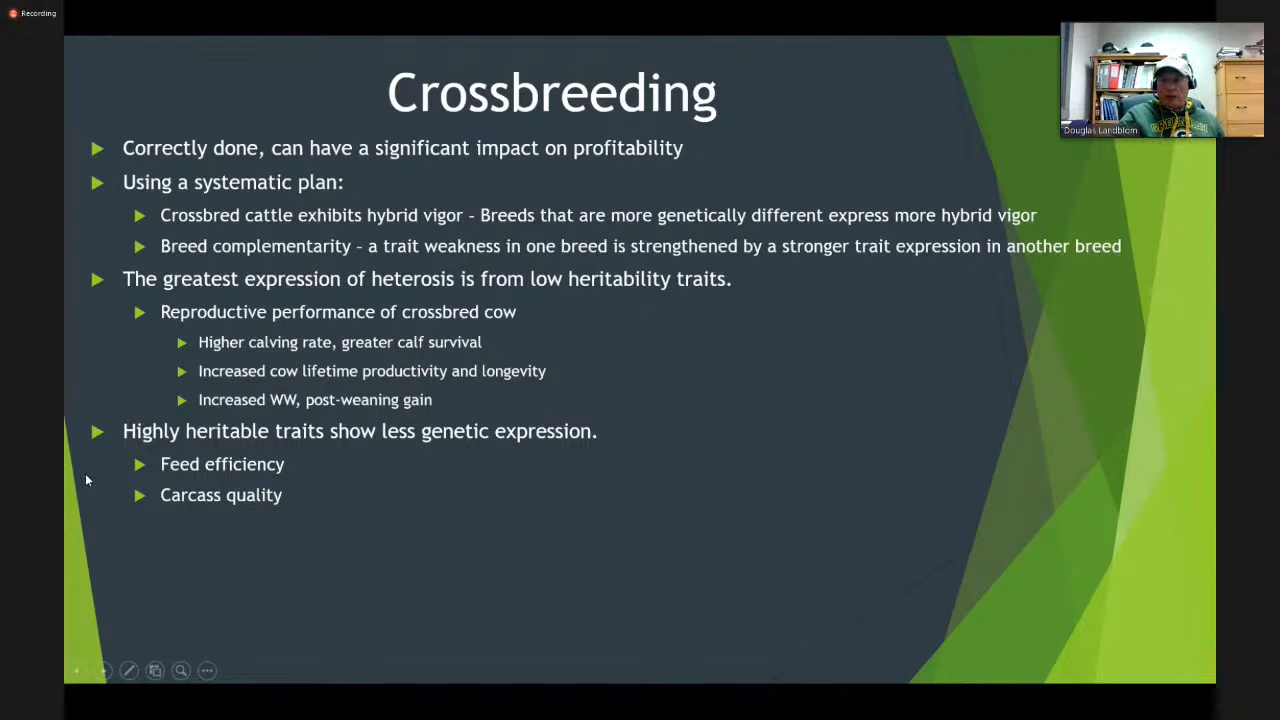 Recording
Crossbreeding
Correctly done, can have a significant impact on profitability
Using a systematic plan:
Crossbred cattle exhibits hybrid vigor – Breeds that are more genetically different express more hybrid vigor
Breed complementarity – a trait weakness in one breed is strengthened by a stronger trait expression in another breed
The greatest expression of heterosis is from low heritability traits.
Reproductive performance of crossbred cow
Higher calving rate, greater calf survival
Increased cow lifetime productivity and longevity
Increased WW, post-weaning gain
Highly heritable traits show less genetic expression.
Feed efficiency
Carcass quality
Douglas Landblom